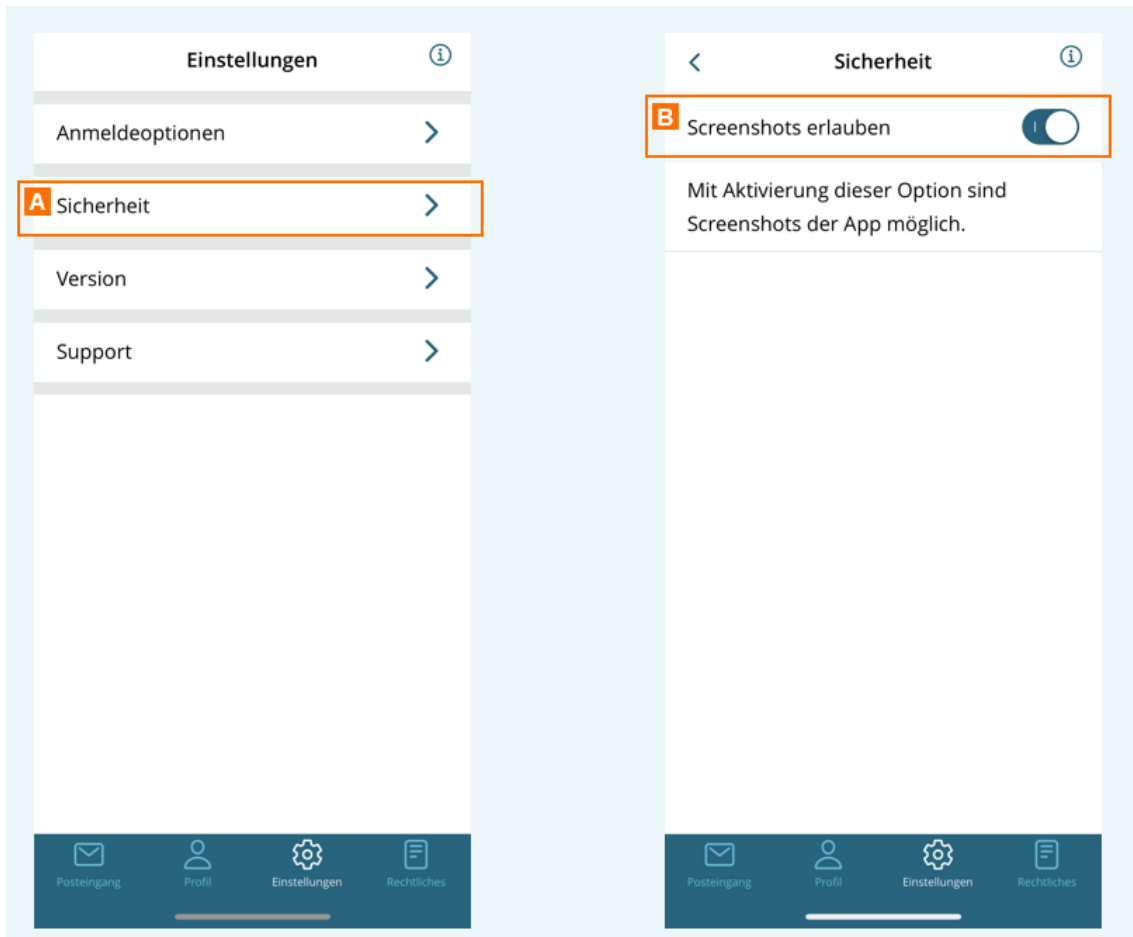 Einstellungen
Anmeldeoptionen
A Sicherheit
Version
Support
Posteingang Profil Einstellungen Rechtliches
Sicherheit
B Screenshots erlauben
Mit Aktivierung dieser Option sind
Screenshots der App möglich.
Posteingang Profil Einstellungen Rechtliches